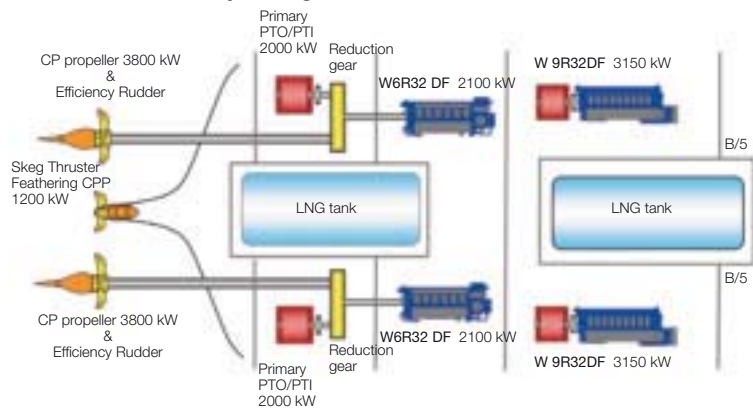 Primary
PTO/PTI
2000 kW
Reduction
gear
CP propeller 3800 kW
&
Efficiency Rudder
W6R32 DF 2100 kW
W 9R32DF 3150 kW
B/5
Skeg Thruster
Feathering CPP
1200 kW
LNG tank
LNG tank
B/5
CP propeller 3800 kW
&
Efficiency Rudder
W6R32 DF 2100 kW
Reduction
gear
W 9R32DF 3150 kW
Primary
PTO/PTI
2000 kW